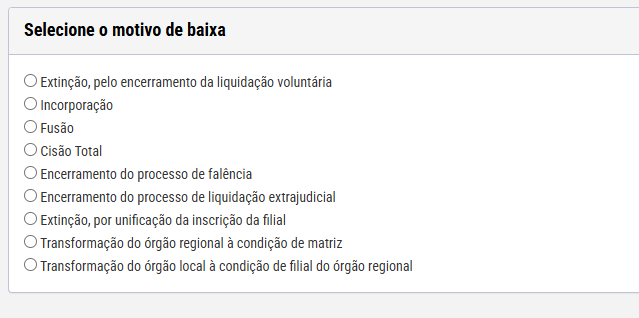 Selecione o motivo de baixa
Extinção, pelo encerramento da liquidação voluntária
Incorporação
Fusão
Cisão Total
Encerramento do processo de falência
Encerramento do processo de liquidação extrajudicial
Extinção, por unificação da inscrição da filial
Transformação do órgão regional à condição de matriz
Transformação do órgão local à condição de filial do órgão regional